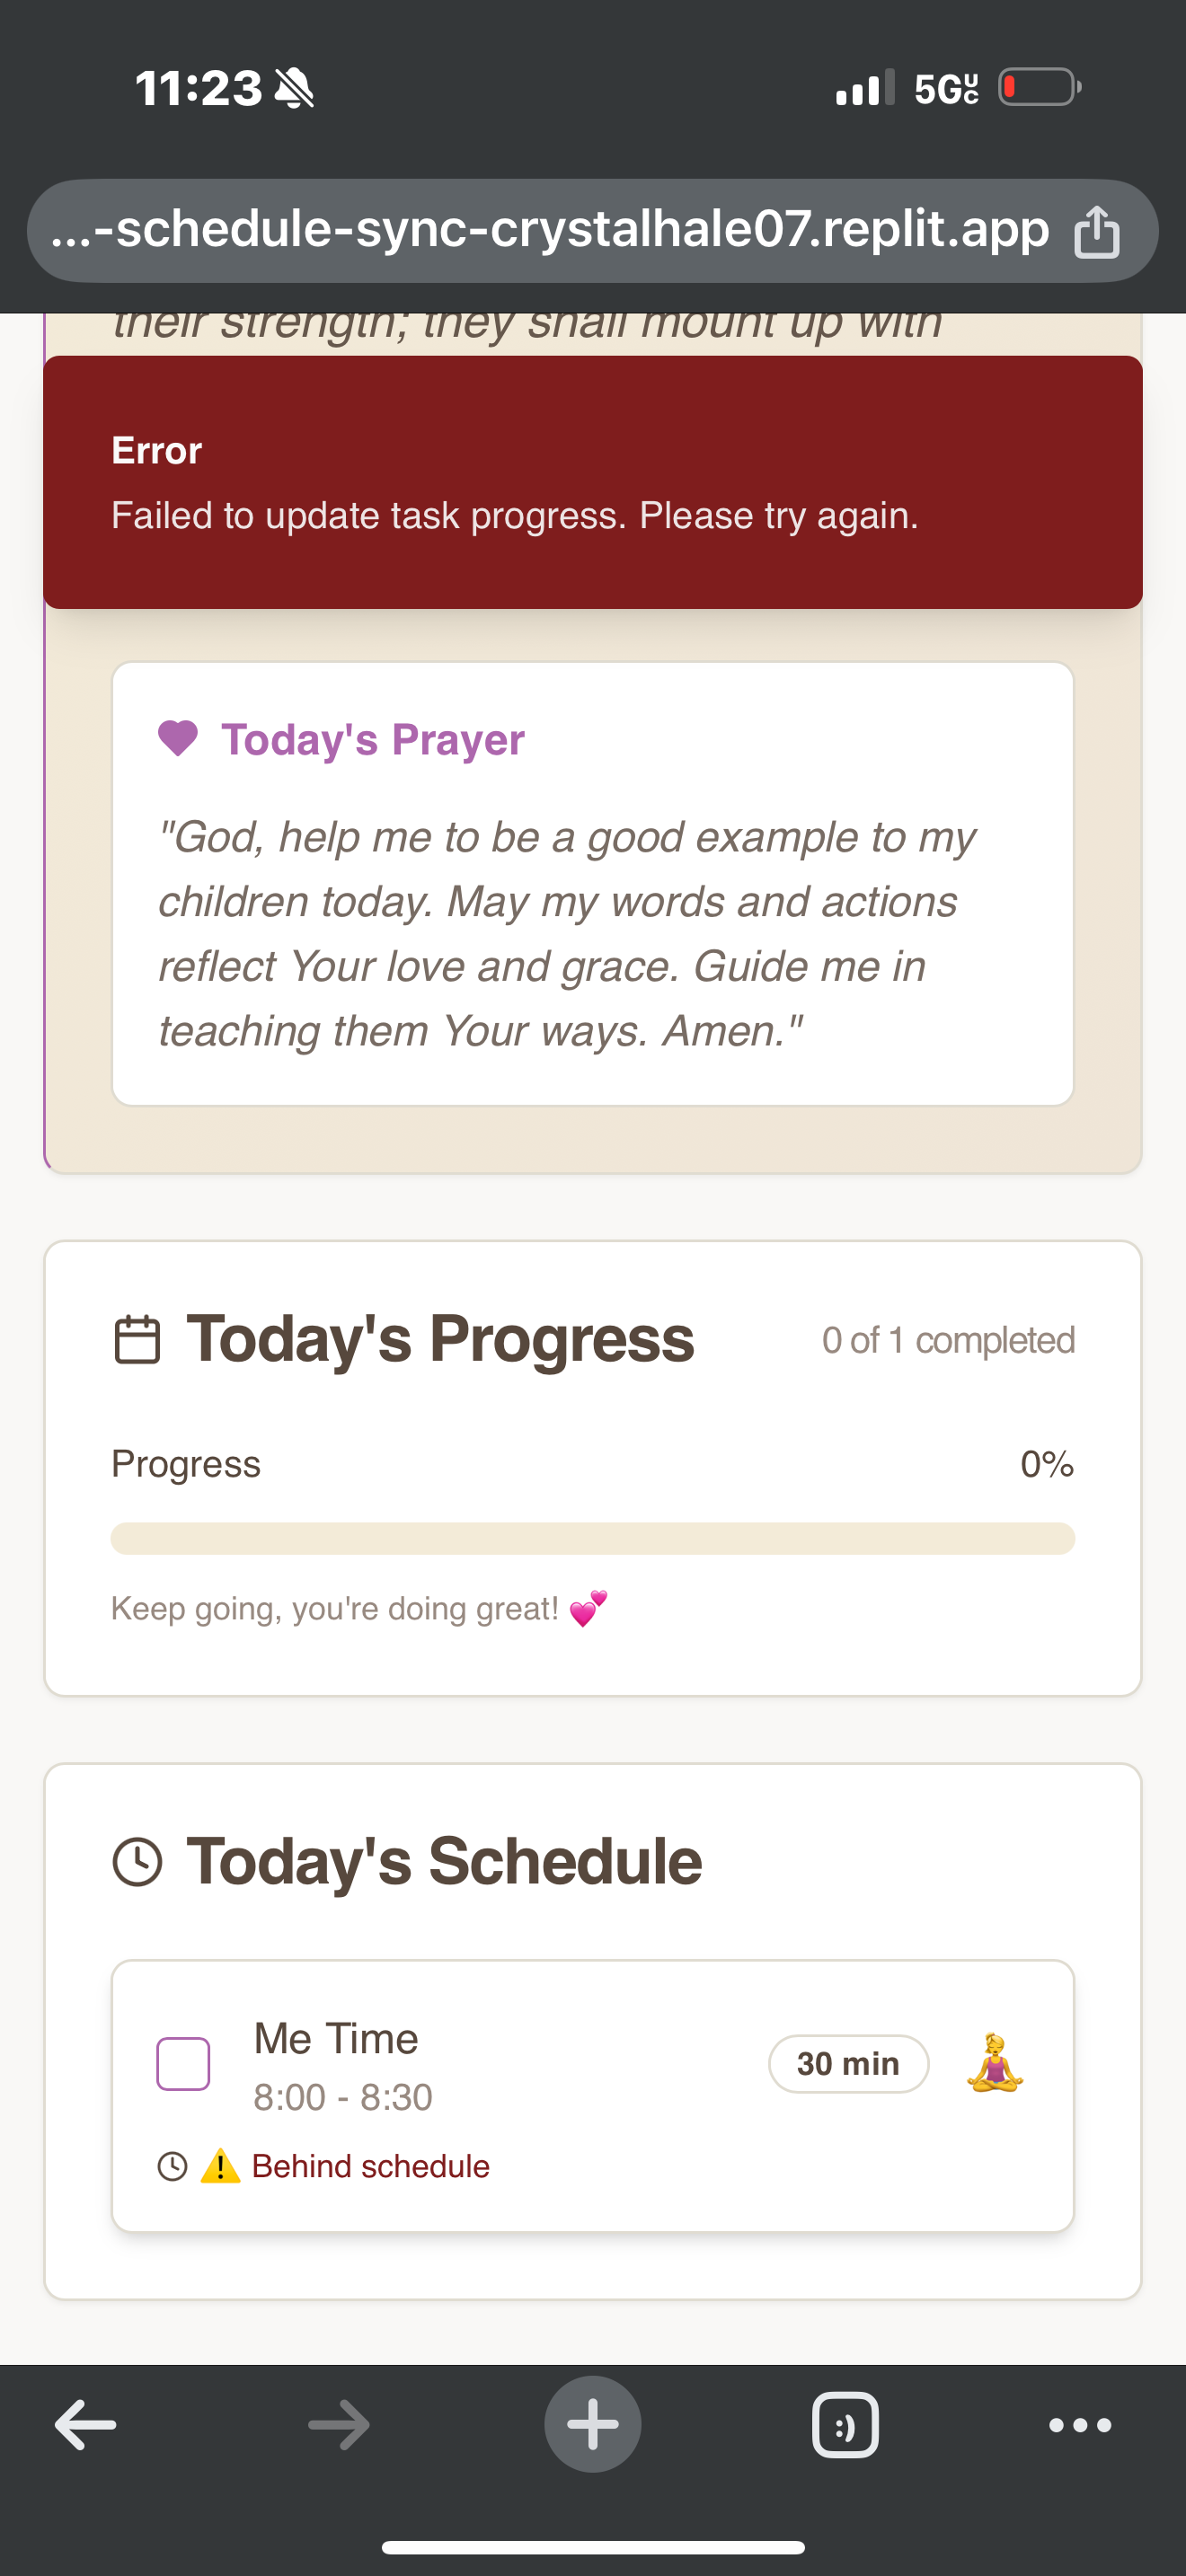 11:23
5G UC
...-schedule-sync-crystalhale07.replit.app
their strength; they shall mount up with
Error
Failed to update task progress. Please try again.
Today's Prayer
"God, help me to be a good example to my
children today. May my words and actions
reflect Your love and grace. Guide me in
teaching them Your ways. Amen."
Today's Progress
0 of 1 completed
Progress
0%
Keep going, you're doing great! 💕
Today's Schedule
Me Time
30 min
8:00 - 8:30
Behind schedule
:)